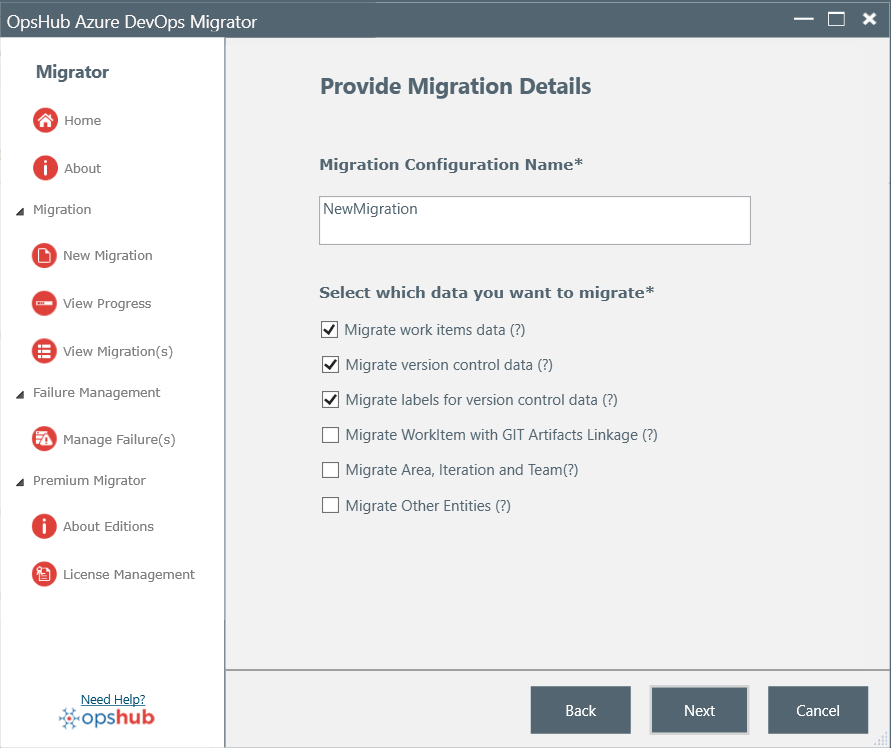 OpsHub Azure DevOps Migrator
Migrator
Home
About
Migration
New Migration
View Progress
View Migration(s)
Failure Management
Manage Failure(s)
Premium Migrator
About Editions
License Management
Need Help?
opshub
Provide Migration Details
Migration Configuration Name*
NewMigration
Select which data you want to migrate*
Migrate work items data (?)
Migrate version control data (?)
Migrate labels for version control data (?)
Migrate WorkItem with GIT Artifacts Linkage (?)
Migrate Area, Iteration and Team(?)
Migrate Other Entities (?)
Back
Next
Cancel